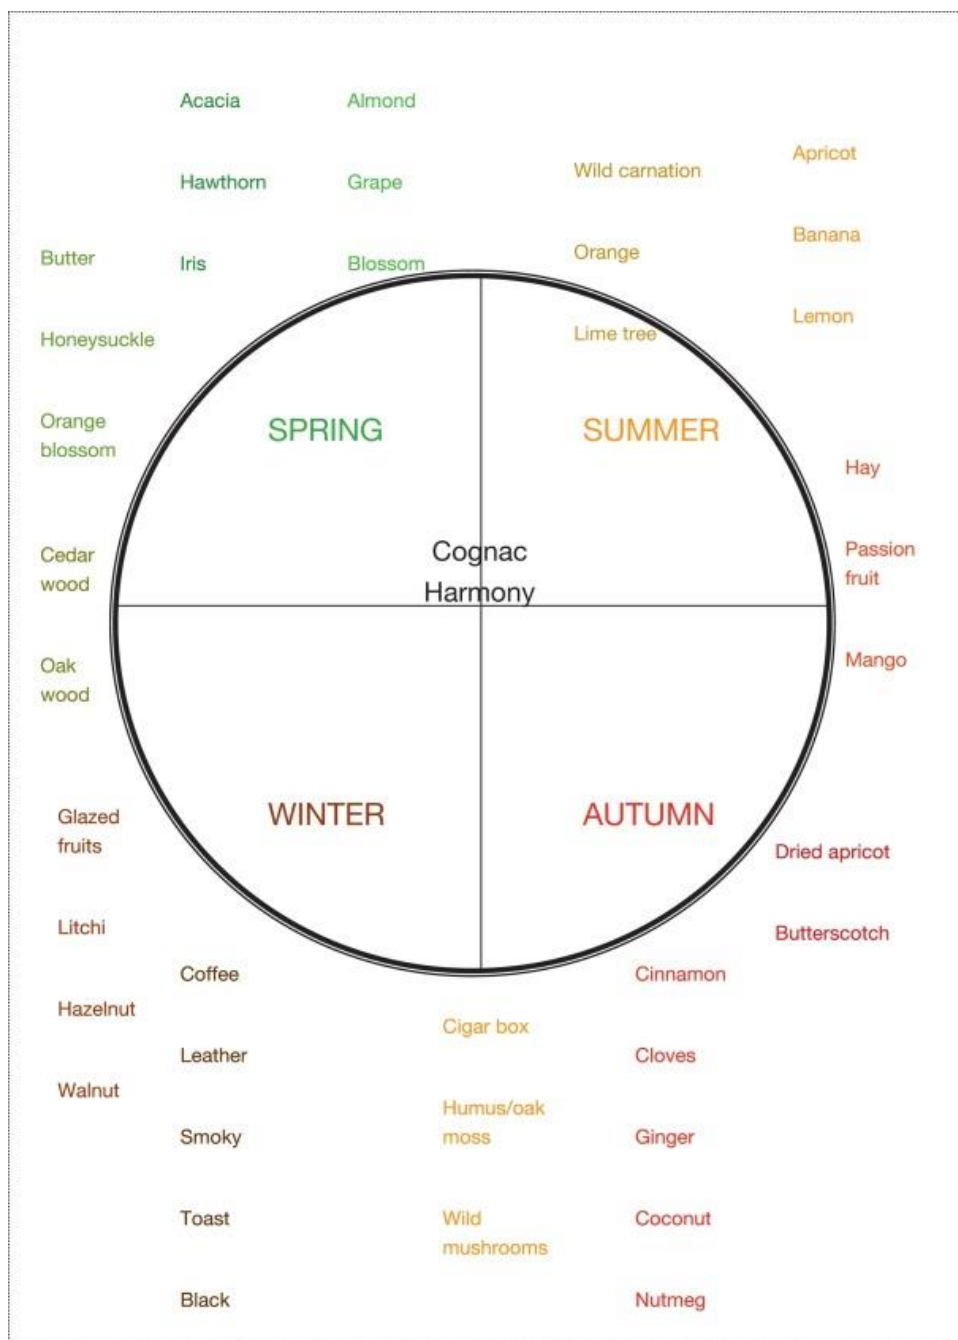 Acacia
Hawthorn
Iris
Almond
Grape
Blossom
Wild carnation
Orange
Lime tree
Apricot
Banana
Lemon
Butter
Honeysuckle
Orange
blossom
Cedar
wood
Oak
wood
SPRING
SUMMER
Cognac
Harmony
Hay
Passion
fruit
Mango
WINTER
AUTUMN
Glazed
fruits
Litchi
Hazelnut
Walnut
Coffee
Leather
Smoky
Toast
Black
Cigar box
Humus/oak
moss
Wild
mushrooms
Cinnamon
Cloves
Ginger
Coconut
Nutmeg
Dried apricot
Butterscotch